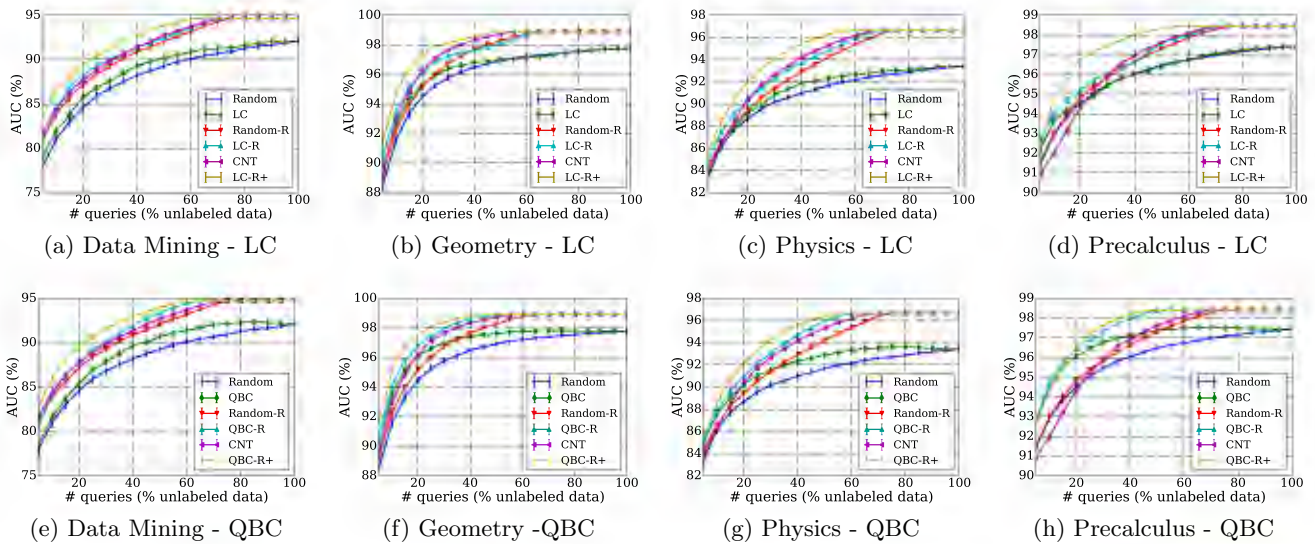 AUC (%)
95
90
85
80
75
Random
LC
Random-R
LC-R
CNT
LC-R+
0 20 40 60 80 100
# queries (% unlabeled data)
(a) Data Mining - LC
AUC (%)
100
98
96
94
92
90
88
Random
LC
Random-R
LC-R
CNT
LC-R+
0 20 40 60 80 100
# queries (% unlabeled data)
(b) Geometry - LC
AUC (%)
98
96
94
92
90
88
86
84
82
Random
LC
Random-R
LC-R
CNT
LC-R+
20 40 60 80 100
# queries (% unlabeled data)
(c) Physics - LC
AUC (%)
99
98
97
96
95
94
93
92
91
90
Random
LC
Random-R
LC-R
CNT
LC-R+
0 20 40 60 80 100
# queries (% unlabeled data)
(d) Precalculus - LC
AUC (%)
95
90
85
80
75
Random
QBC
Random-R
QBC-R
CNT
QBC-R+
20 40 60 80 100
# queries (% unlabeled data)
(e) Data Mining - QBC
AUC (%)
100
98
96
94
92
90
88
Random
QBC
Random-R
QBC-R
CNT
QBC-R+
20 40 60 80 100
# queries (% unlabeled data)
(f) Geometry -QBC
AUC (%)
98
96
94
92
90
88
86
84
82
Random
QBC
Random-R
QBC-R
CNT
QBC-R+
20 40 60 80 100
# queries (% unlabeled data)
(g) Physics - QBC
AUC (%)
99
98
97
96
95
94
93
92
91
90
Random
QBC
Random-R
QBC-R
CNT
QBC-R+
0 20 40 60 80 100
# queries (% unlabeled data)
(h) Precalculus - QBC